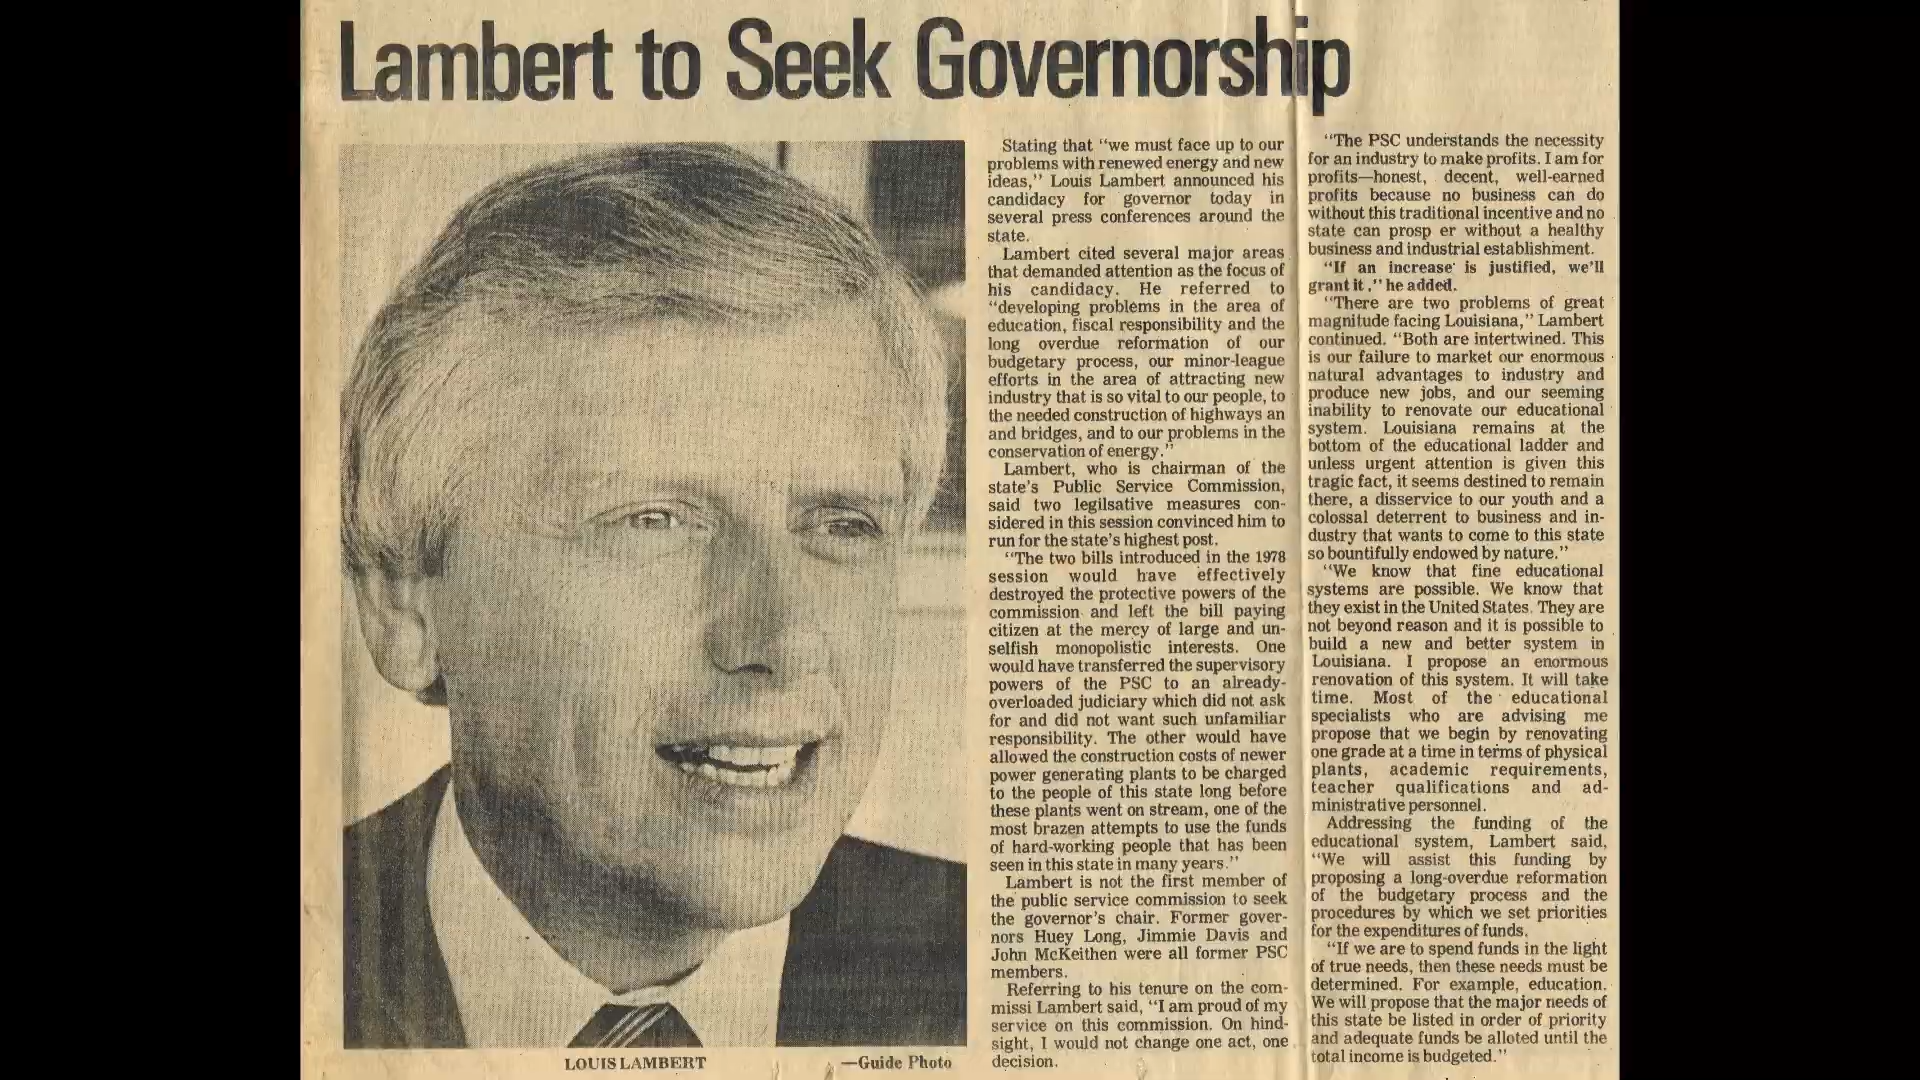 Lambert to Seek Governorship
Stating that “we must face up to our
problems with renewed energy and new
ideas,” Louis Lambert announced his
candidacy for governor today in
several press conferences around the
state.
Lambert cited several major areas
that demanded attention as the focus of
his candidacy. He referred to
“developing problems in the area of
education, fiscal responsibility and the
long overdue reformation of our
budgetary process, our minor-league
efforts in the area of attracting new
industry that is so vital to our people, to
the needed construction of highways an
and bridges, and to our problems in the
conservation of energy.”
Lambert, who is chairman of the
state’s Public Service Commission,
said two legilsative measures con-
sidered in this session convinced him to
run for the state’s highest post.
“The two bills introduced in the 1978
session would have effectively
destroyed the protective powers of the
commission and left the bill paying
citizen at the mercy of large and un-
selfish monopolistic interests. One
would have transferred the supervisory
powers of the PSC to an already-
overloaded judiciary which did not ask
for and did not want such unfamiliar
responsibility. The other would have
allowed the construction costs of newer
power generating plants to be charged
to the people of this state long before
these plants went on stream, one of the
most brazen attempts to use the funds
of hard-working people that has been
seen in this state in many years.”
Lambert is not the first member of
the public service commission to seek
the governor’s chair. Former gover-
nors Huey Long, Jimmie Davis and
John McKeithen were all former PSC
members.
Referring to his tenure on the com-
missi Lambert said, “I am proud of my
service on this commission. On hind-
sight, I would not change one act, one
decision.
“The PSC understands the necessity
for an industry to make profits. I am for
profits—honest, decent, well-earned
profits because no business can do
without this traditional incentive and no
state can prosp er without a healthy
business and industrial establishment.
“If an increase is justified, we’ll
grant it ,” he added.
“There are two problems of great
magnitude facing Louisiana,” Lambert
continued. “Both are intertwined. This
is our failure to market our enormous
natural advantages to industry and
produce new jobs, and our seeming
inability to renovate our educational
system. Louisiana remains at the
bottom of the educational ladder and
unless urgent attention is given this
tragic fact, it seems destined to remain
there, a disservice to our youth and a
colossal deterrent to business and in-
dustry that wants to come to this state
so bountifully endowed by nature.”
“We know that fine educational
systems are possible. We know that
they exist in the United States. They are
not beyond reason and it is possible to
build a new and better system in
Louisiana. I propose an enormous
renovation of this system. It will take
time. Most of the educational
specialists who are advising me
propose that we begin by renovating
one grade at a time in terms of physical
plants, academic requirements,
teacher qualifications and ad-
ministrative personnel.
Addressing the funding of the
educational system, Lambert said,
“We will assist this funding by
proposing a long-overdue reformation
of the budgetary process and the
procedures by which we set priorities
for the expenditures of funds.
“If we are to spend funds in the light
of true needs, then these needs must be
determined. For example, education.
We will propose that the major needs of
this state be listed in order of priority
and adequate funds be alloted until the
total income is budgeted.”
LOUIS LAMBERT
—Guide Photo